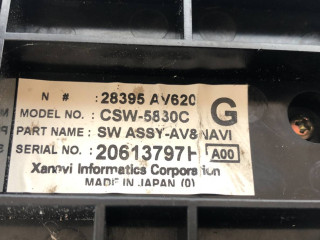 N #  : 28395 AV620
MODEL NO. : CSW-5830C G
PART NAME : SW ASSY-AV&NAVI
SERIAL NO. : 20613797H A00
Xanavi Informatics Corporation
MADE IN JAPAN (0)